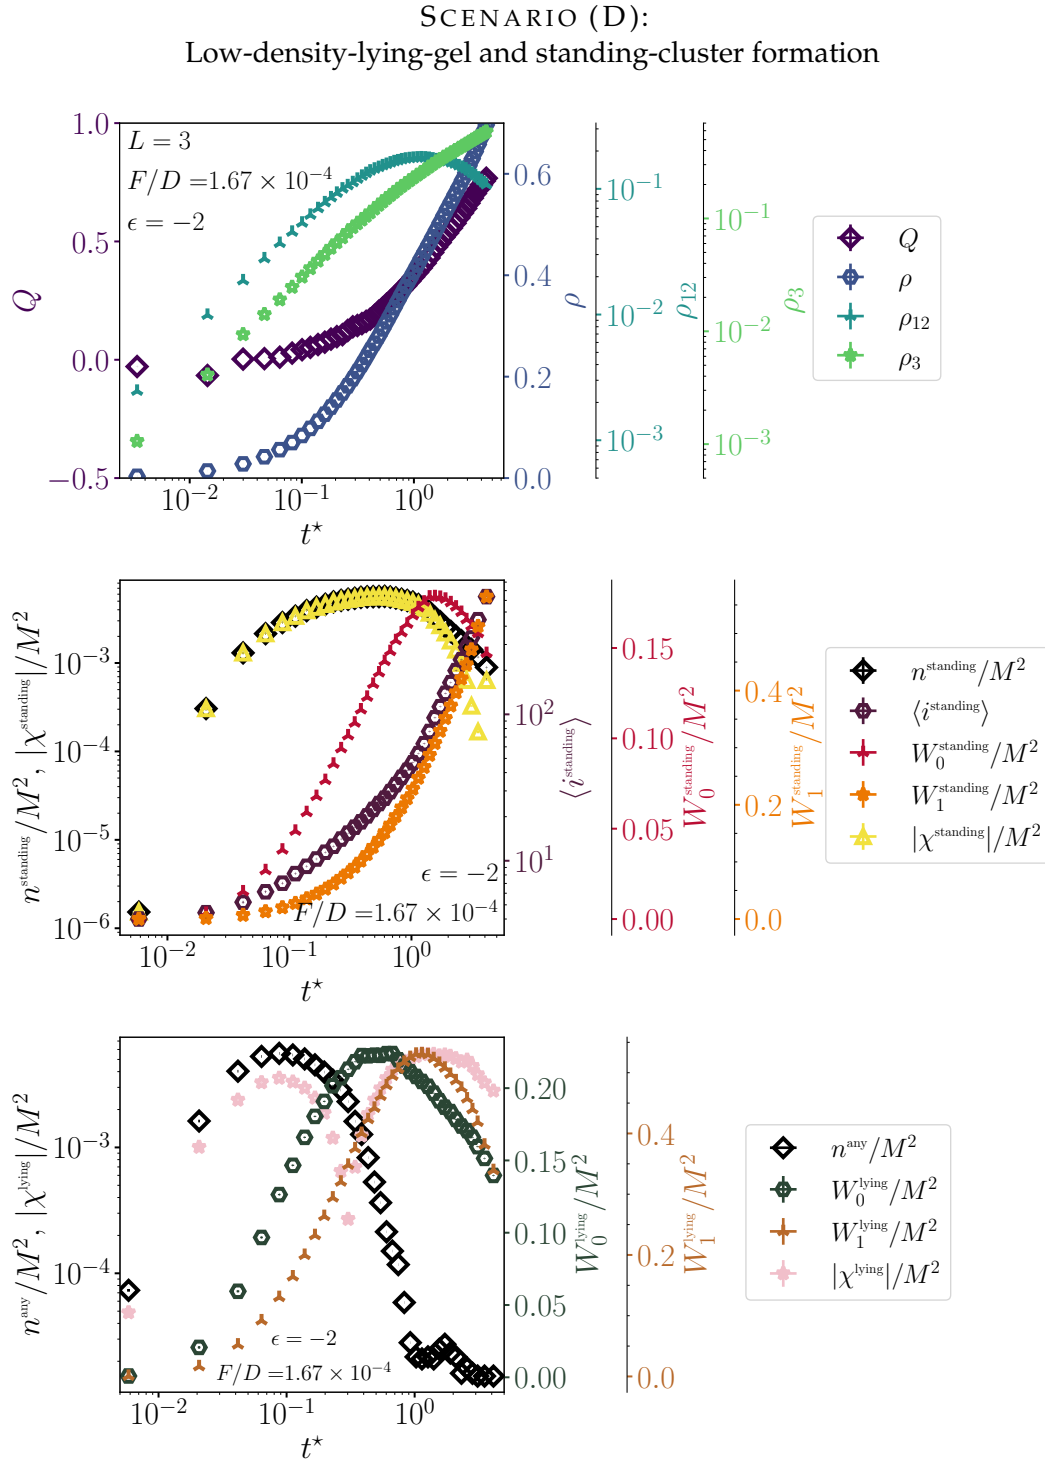 SCENARIO (D):
Low-density-lying-gel and standing-cluster formation
L = 3
F/D =1.67 × 10⁻⁴
ϵ = −2
1.0
0.5
0.0
−0.5
Q
10⁻²
10⁻¹
10⁰
t⋆
0.6
0.4
0.2
0.0
ρ
10⁻¹
10⁻²
10⁻³
ρ₁₂
10⁻¹
10⁻²
10⁻³
ρ₃
Q
ρ
ρ₁₂
ρ₃
10⁻³
10⁻⁴
10⁻⁵
10⁻⁶
n^standing/M², |χ^standing|/M²
ϵ = −2
F/D =1.67 × 10⁻⁴
10⁻²
10⁻¹
10⁰
t⋆
10²
10¹
⟨i^standing⟩
0.15
0.10
0.05
0.00
W₀^standing/M²
0.4
0.2
0.0
W₁^standing/M²
n^standing/M²
⟨i^standing⟩
W₀^standing/M²
W₁^standing/M²
|χ^standing|/M²
10⁻³
10⁻⁴
n^any/M², |χ^lying|/M²
ϵ = −2
F/D =1.67 × 10⁻⁴
10⁻²
10⁻¹
10⁰
t⋆
0.20
0.15
0.10
0.05
0.00
W₀^lying/M²
0.4
0.2
0.0
W₁^lying/M²
n^any/M²
W₀^lying/M²
W₁^lying/M²
|χ^lying|/M²